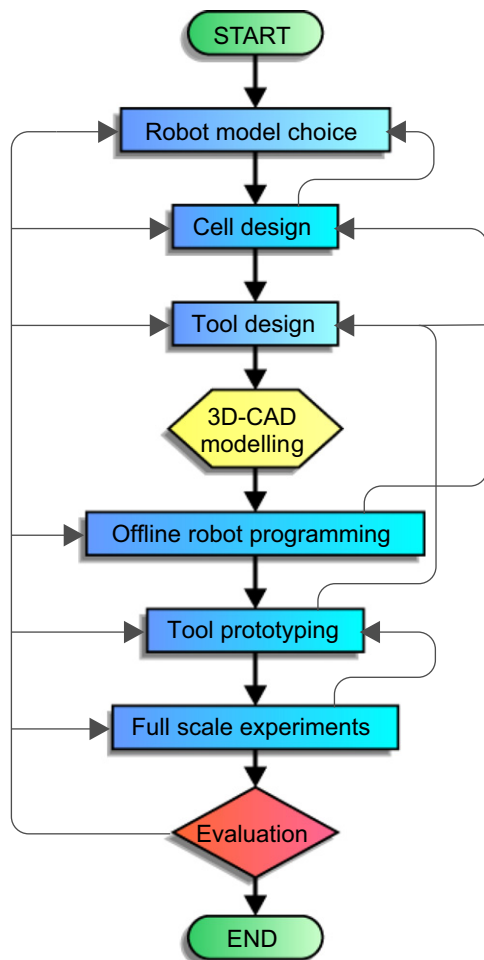 START
Robot model choice
Cell design
Tool design
3D-CAD
modelling
Offline robot programming
Tool prototyping
Full scale experiments
Evaluation
END